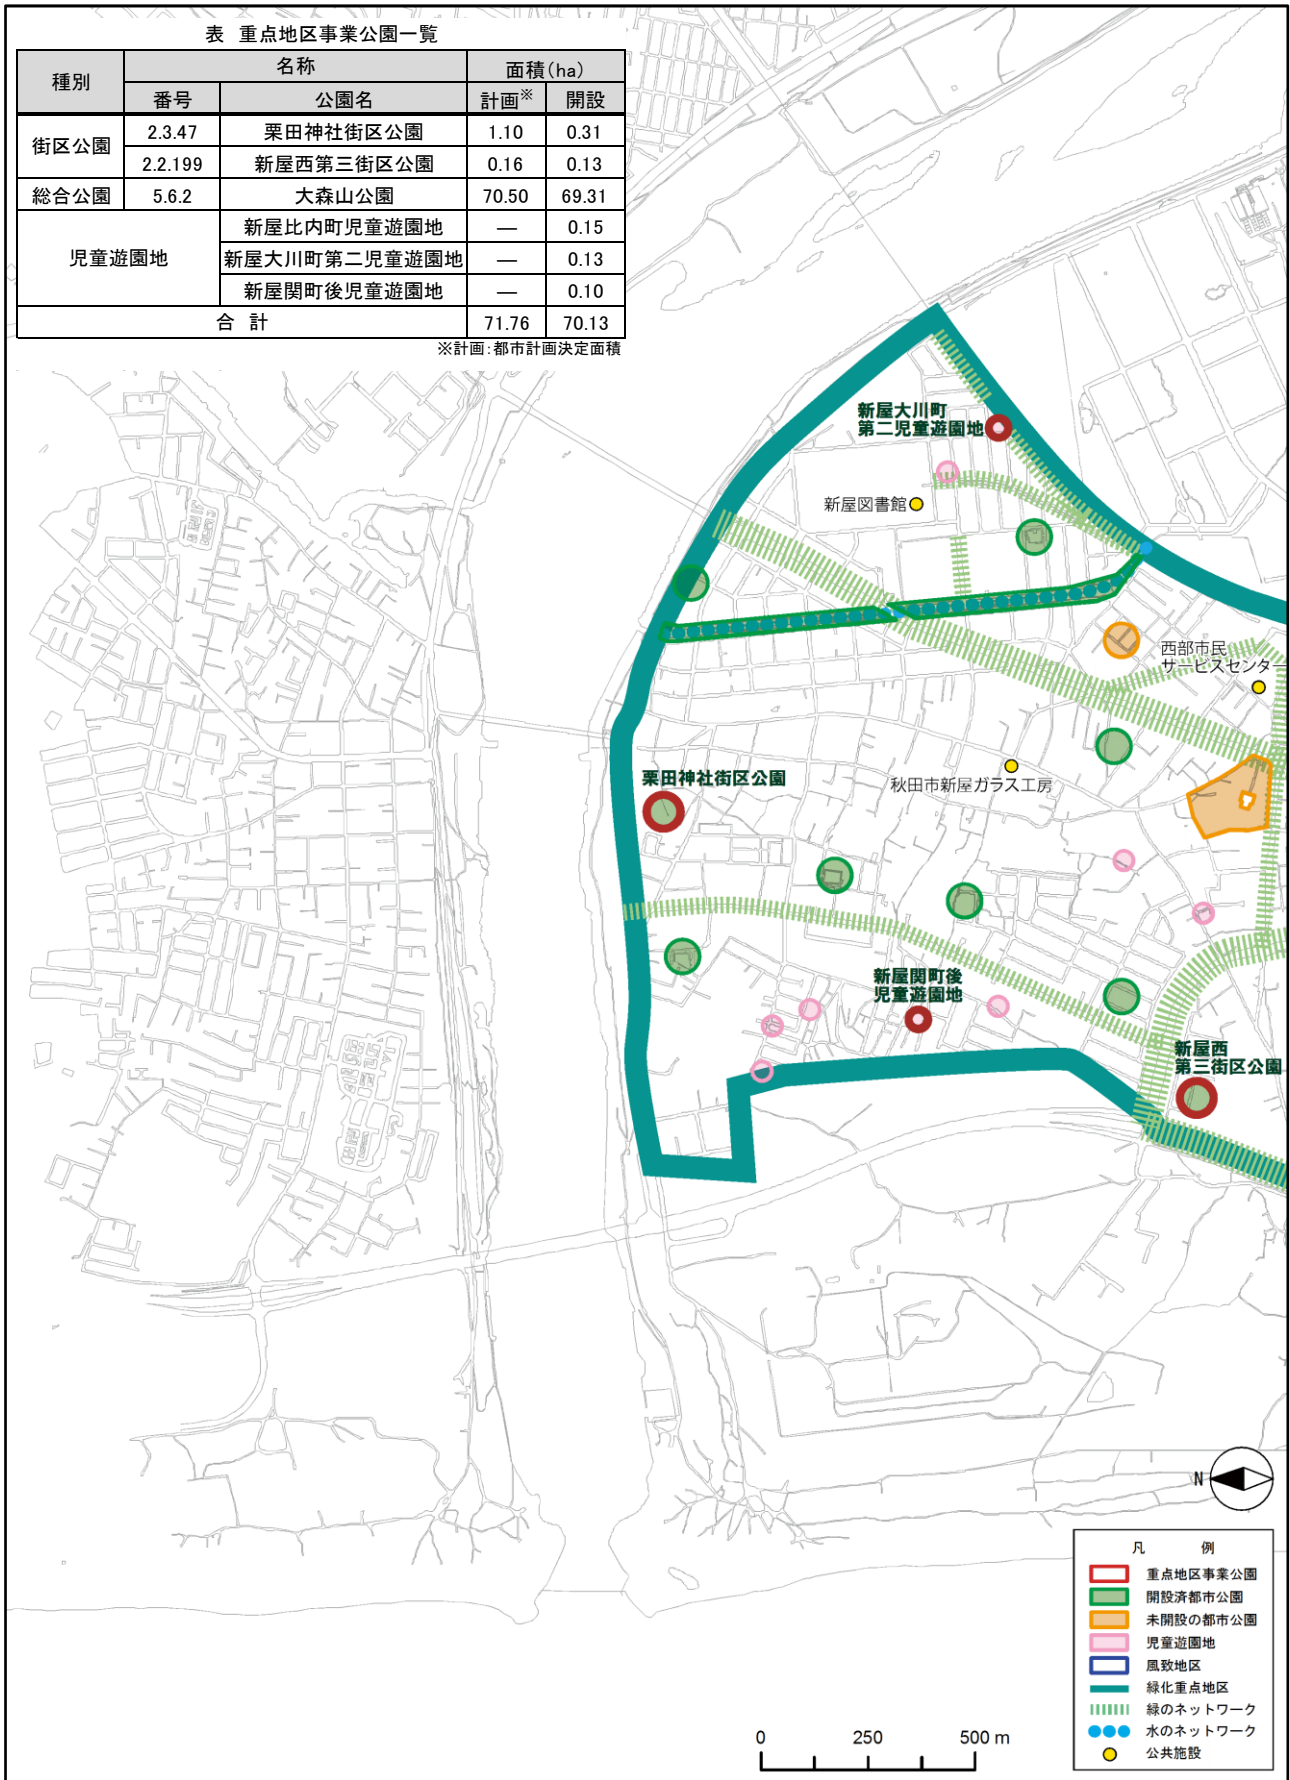 表 重点地区事業公園一覧
種別 名称 面積(ha)
番号 公園名 計画※ 開設
街区公園 2.3.47 栗田神社街区公園 1.10 0.31
2.2.199 新屋西第三街区公園 0.16 0.13
総合公園 5.6.2 大森山公園 70.50 69.31
児童遊園地 新屋比内町児童遊園地 — 0.15
新屋大川町第二児童遊園地 — 0.13
新屋関町後児童遊園地 — 0.10
合 計 71.76 70.13
※計画:都市計画決定面積
新屋大川町
第二児童遊園地
新屋図書館
西部市民
サービスセンター
栗田神社街区公園
秋田市新屋ガラス工房
新屋関町後
児童遊園地
新屋西
第三街区公園
N
凡 例
重点地区事業公園
開設済都市公園
未開設の都市公園
児童遊園地
風致地区
緑化重点地区
緑のネットワーク
水のネットワーク
公共施設
0 250 500 m